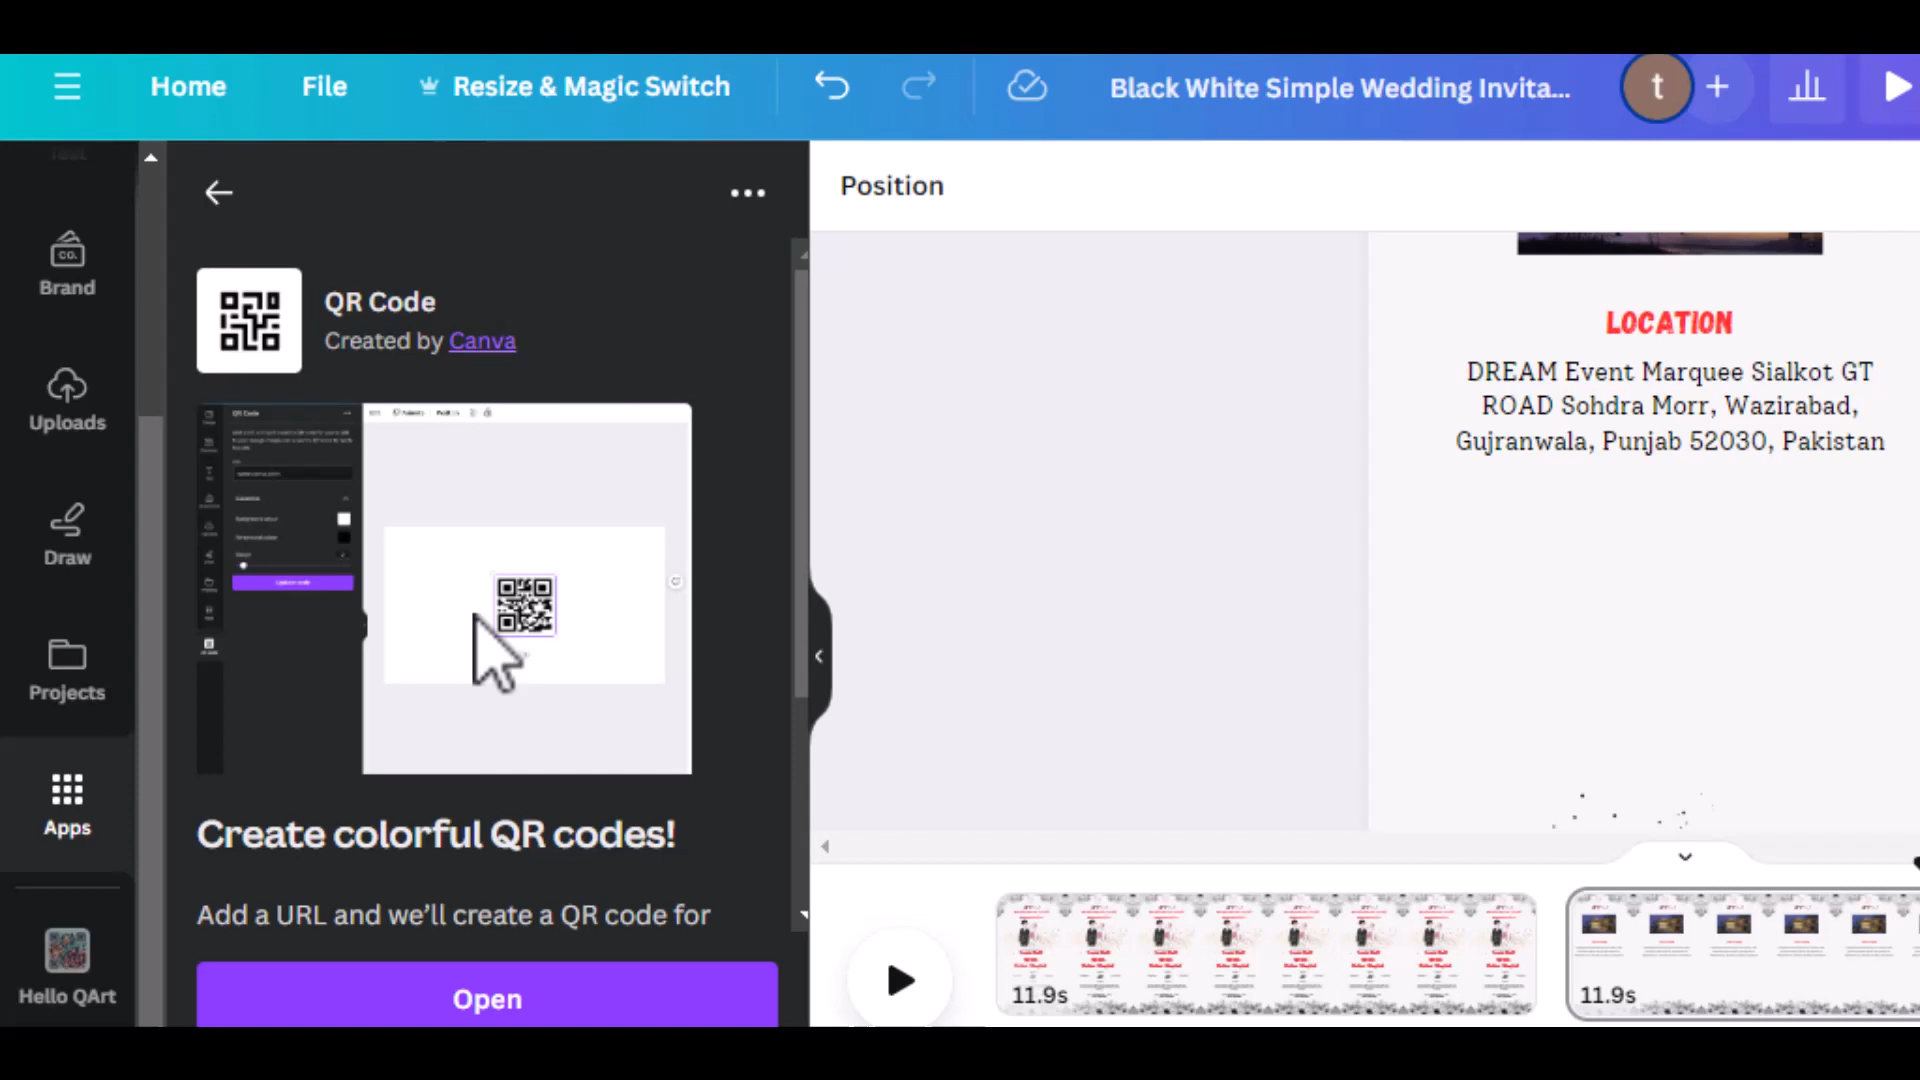 Home File Resize & Magic Switch Black White Simple Wedding Invita... t
Position
Brand
Uploads
Draw
Projects
Apps
Hello QArt
QR Code
Created by Canva
Create colorful QR codes!
Add a URL and we'll create a QR code for
Open
LOCATION
DREAM Event Marquee Sialkot GT
ROAD Sohdra Morr, Wazirabad,
Gujranwala, Punjab 52030, Pakistan
11.9s
11.9s